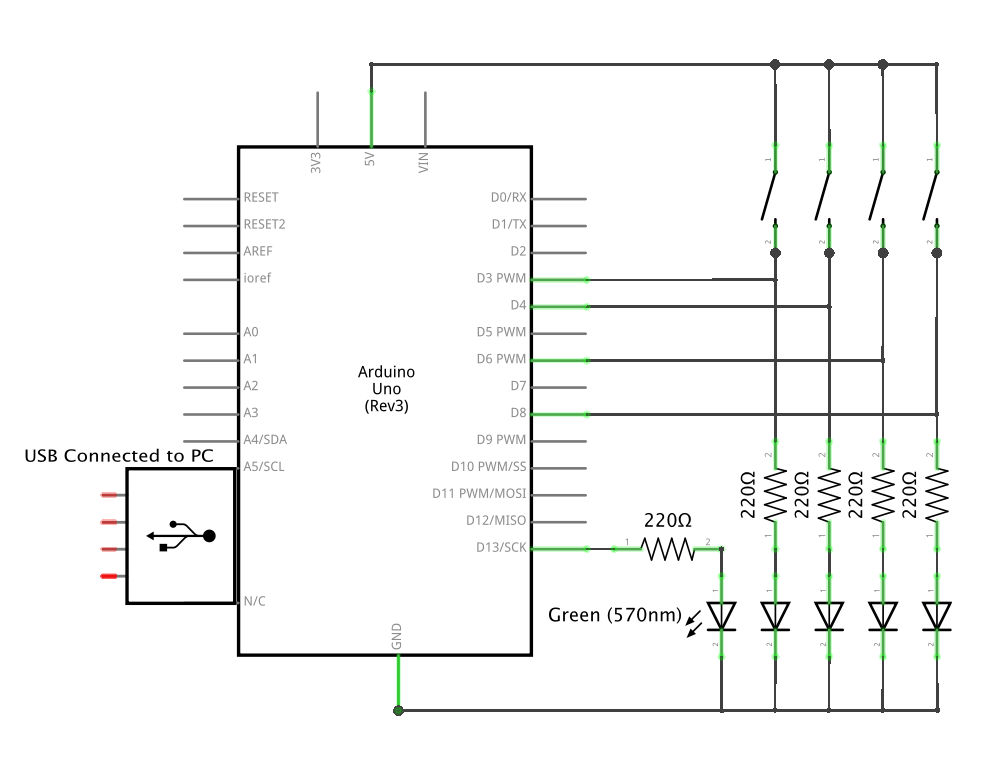 3V3
5V
VIN
RESET
RESET2
AREF
ioref
A0
A1
A2
A3
A4/SDA
A5/SCL
N/C
D0/RX
D1/TX
D2
D3 PWM
D4
D5 PWM
D6 PWM
D7
D8
D9 PWM
D10 PWM/SS
D11 PWM/MOSI
D12/MISO
D13/SCK
GND
Arduino
Uno
(Rev3)
USB Connected to PC
1
1
1
1
2
2
2
2
2
2
2
2
220Ω
220Ω
220Ω
220Ω
1
1
1
1
220Ω
1
2
Green (570nm)
1
1
1
1
1
2
2
2
2
2